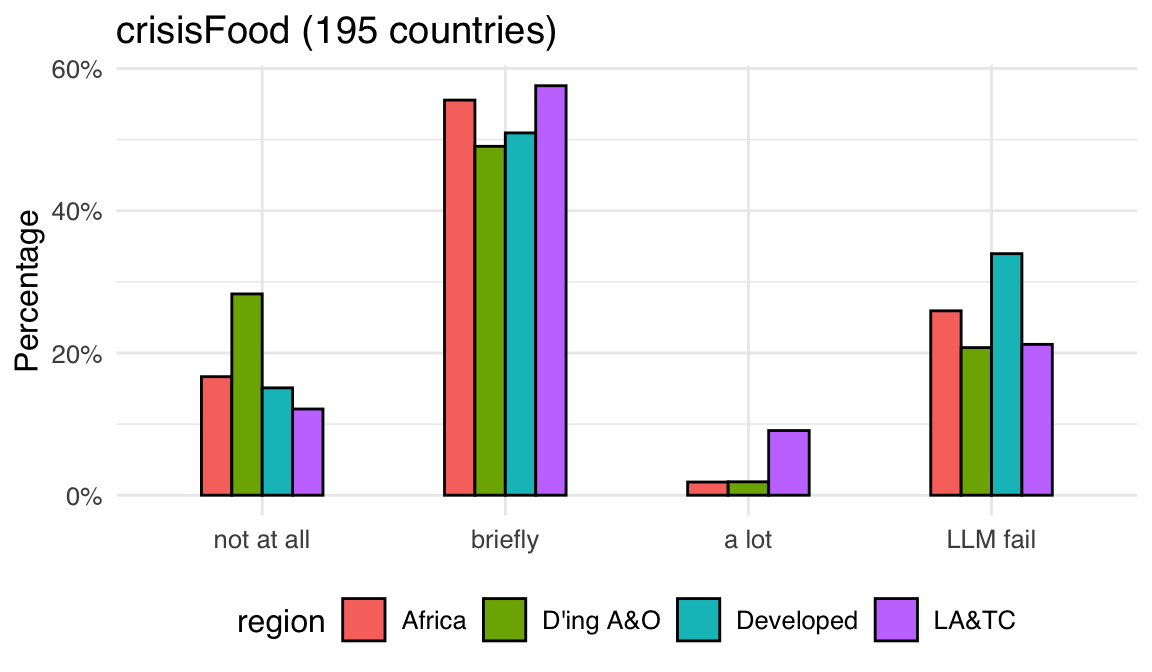 crisisFood (195 countries)
60%
40%
20%
0%
Percentage
not at all briefly a lot LLM fail
region Africa D'ing A&O Developed LA&TC